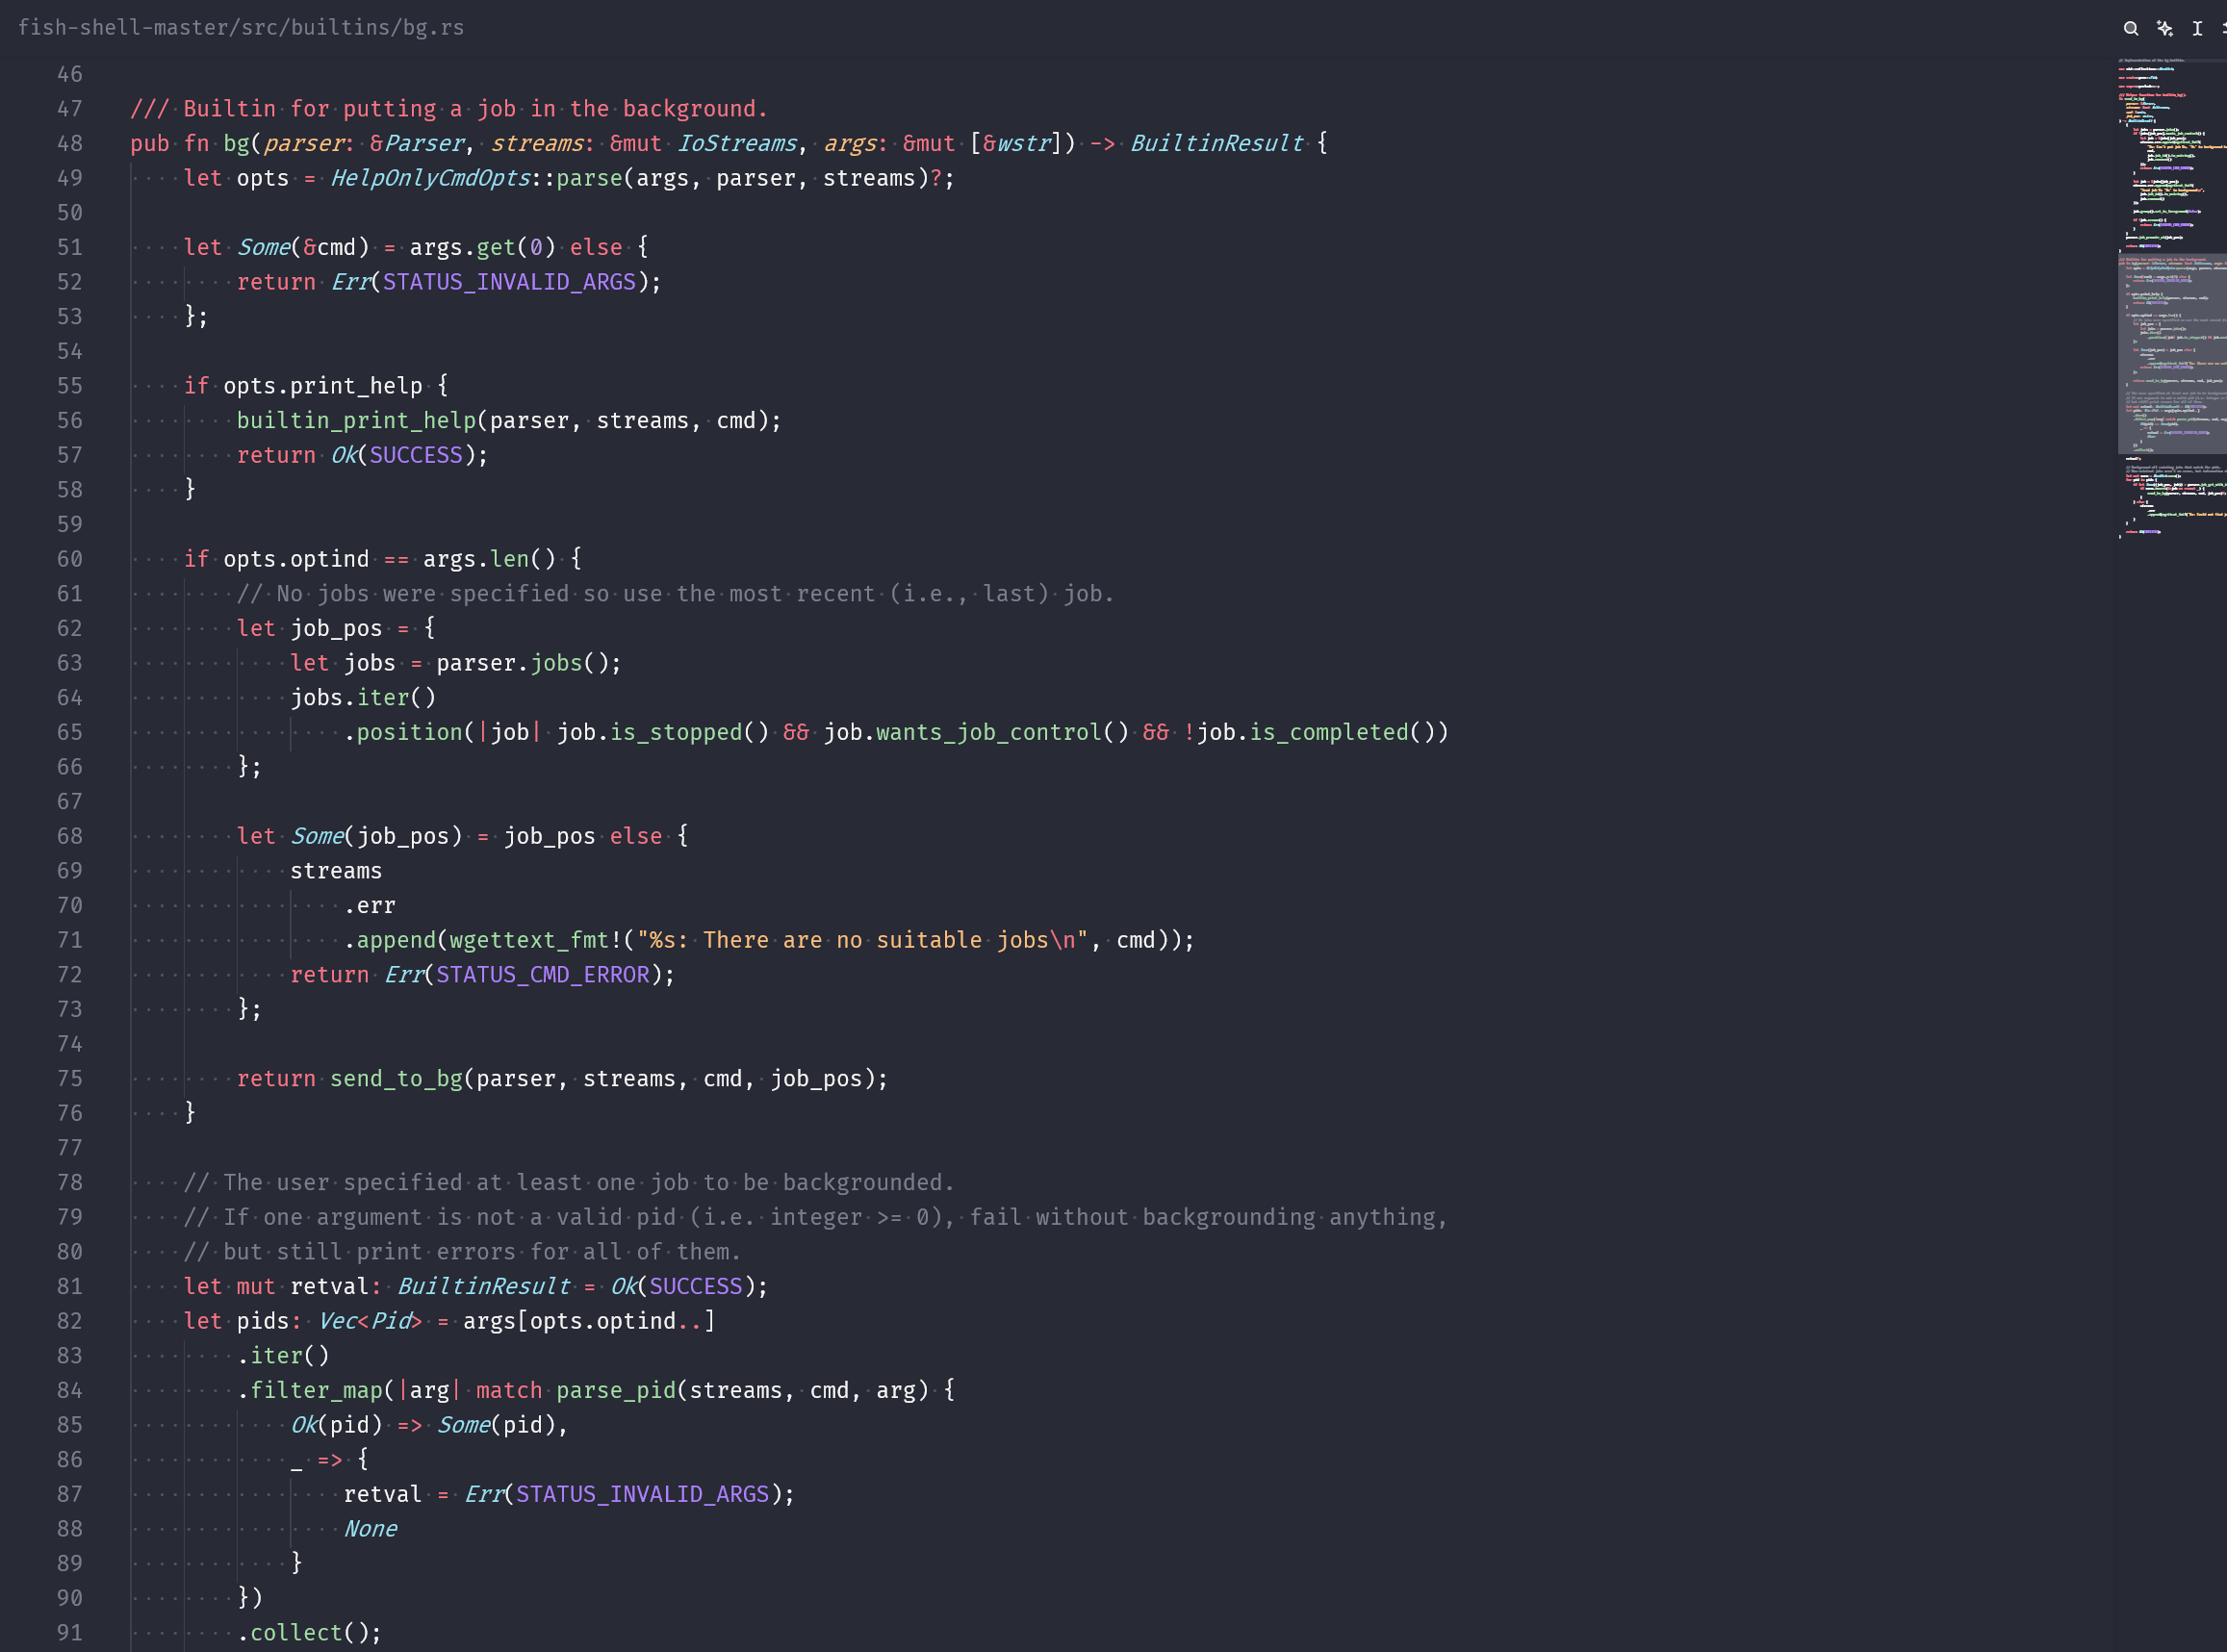 fish-shell-master/src/builtins/bg.rs
46
47 /// Builtin for putting a job in the background.
48 pub fn bg(parser: &Parser, streams: &mut IoStreams, args: &mut [&wstr]) -> BuiltinResult {
49     let opts = HelpOnlyCmdOpts::parse(args, parser, streams)?;
50
51     let Some(&cmd) = args.get(0) else {
52         return Err(STATUS_INVALID_ARGS);
53     };
54
55     if opts.print_help {
56         builtin_print_help(parser, streams, cmd);
57         return Ok(SUCCESS);
58     }
59
60     if opts.optind == args.len() {
61         // No jobs were specified so use the most recent (i.e., last) job.
62         let job_pos = {
63             let jobs = parser.jobs();
64             jobs.iter()
65                 .position(|job| job.is_stopped() && job.wants_job_control() && !job.is_completed())
66         };
67
68         let Some(job_pos) = job_pos else {
69             streams
70                 .err
71                 .append(wgettext_fmt!("%s: There are no suitable jobs\n", cmd));
72             return Err(STATUS_CMD_ERROR);
73         };
74
75         return send_to_bg(parser, streams, cmd, job_pos);
76     }
77
78     // The user specified at least one job to be backgrounded.
79     // If one argument is not a valid pid (i.e. integer >= 0), fail without backgrounding anything,
80     // but still print errors for all of them.
81     let mut retval: BuiltinResult = Ok(SUCCESS);
82     let pids: Vec<Pid> = args[opts.optind..]
83         .iter()
84         .filter_map(|arg| match parse_pid(streams, cmd, arg) {
85             Ok(pid) => Some(pid),
86             _ => {
87                 retval = Err(STATUS_INVALID_ARGS);
88                 None
89             }
90         })
91         .collect();